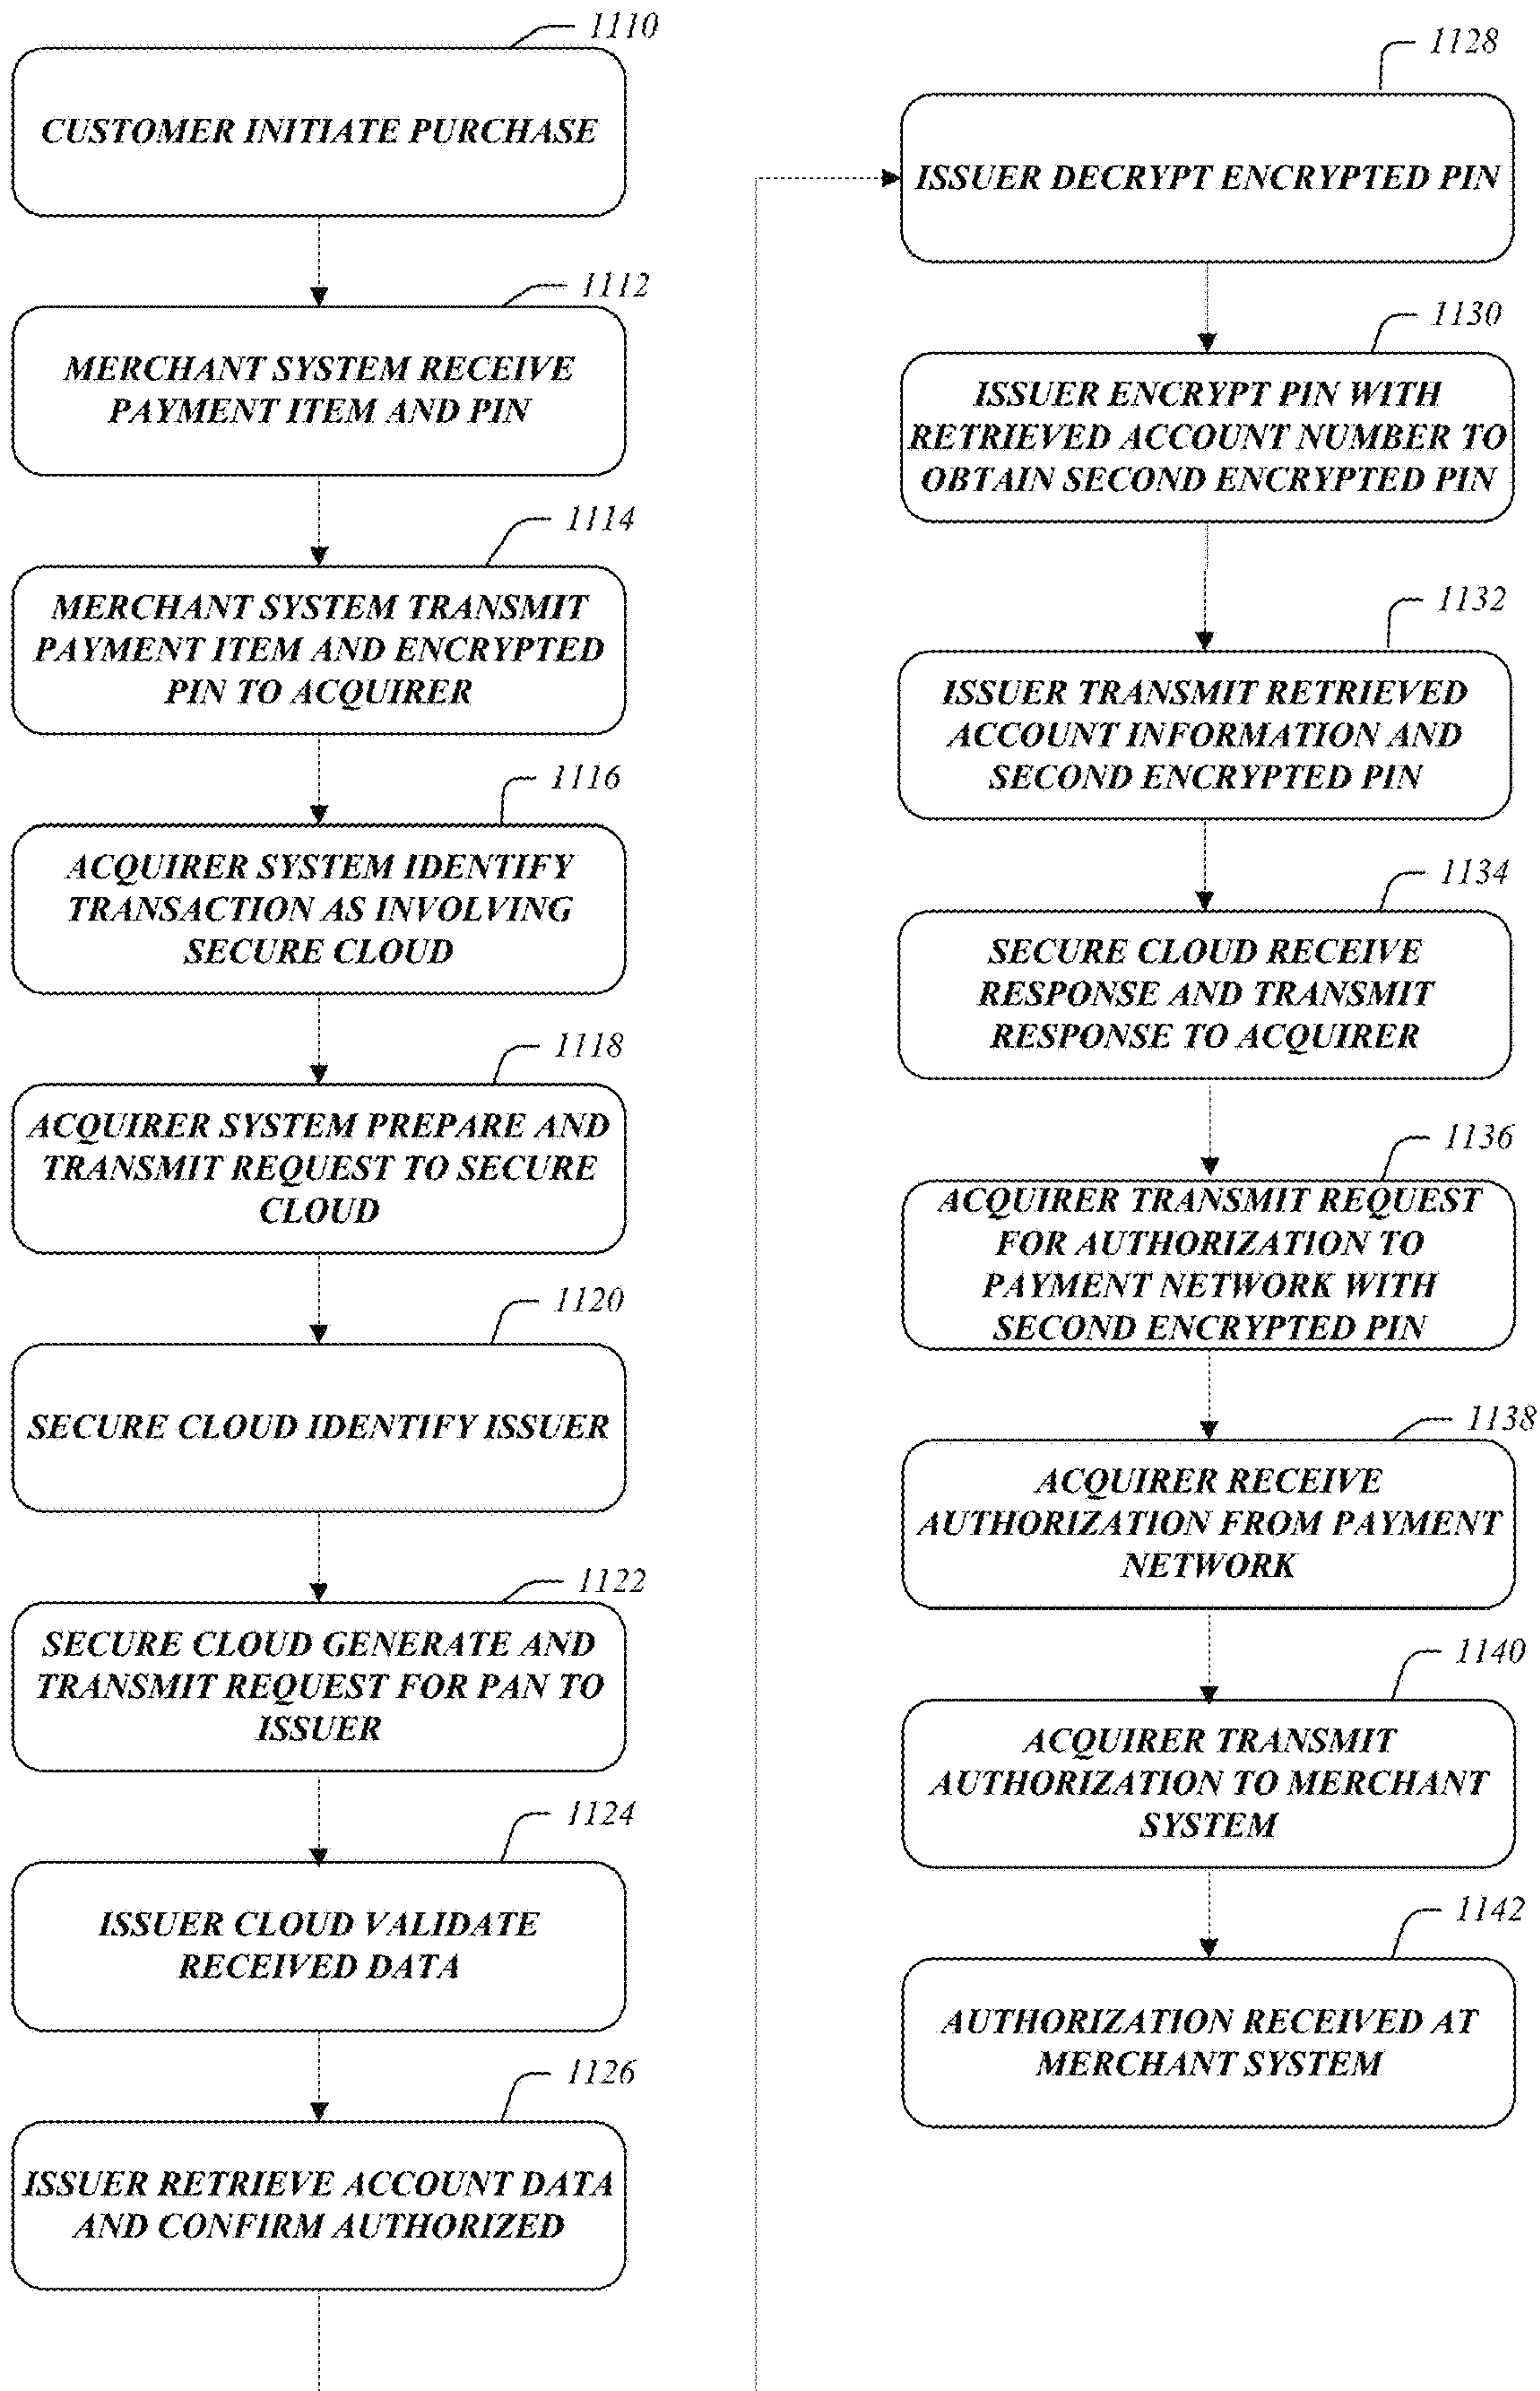 1110
CUSTOMER INITIATE PURCHASE
1112
MERCHANT SYSTEM RECEIVE
PAYMENT ITEM AND PIN
1114
MERCHANT SYSTEM TRANSMIT
PAYMENT ITEM AND ENCRYPTED
PIN TO ACQUIRER
1116
ACQUIRER SYSTEM IDENTIFY
TRANSACTION AS INVOLVING
SECURE CLOUD
1118
ACQUIRER SYSTEM PREPARE AND
TRANSMIT REQUEST TO SECURE
CLOUD
1120
SECURE CLOUD IDENTIFY ISSUER
1122
SECURE CLOUD GENERATE AND
TRANSMIT REQUEST FOR PAN TO
ISSUER
1124
ISSUER CLOUD VALIDATE
RECEIVED DATA
1126
ISSUER RETRIEVE ACCOUNT DATA
AND CONFIRM AUTHORIZED
1128
ISSUER DECRYPT ENCRYPTED PIN
1130
ISSUER ENCRYPT PIN WITH
RETRIEVED ACCOUNT NUMBER TO
OBTAIN SECOND ENCRYPTED PIN
1132
ISSUER TRANSMIT RETRIEVED
ACCOUNT INFORMATION AND
SECOND ENCRYPTED PIN
1134
SECURE CLOUD RECEIVE
RESPONSE AND TRANSMIT
RESPONSE TO ACQUIRER
1136
ACQUIRER TRANSMIT REQUEST
FOR AUTHORIZATION TO
PAYMENT NETWORK WITH
SECOND ENCRYPTED PIN
1138
ACQUIRER RECEIVE
AUTHORIZATION FROM PAYMENT
NETWORK
1140
ACQUIRER TRANSMIT
AUTHORIZATION TO MERCHANT
SYSTEM
1142
AUTHORIZATION RECEIVED AT
MERCHANT SYSTEM